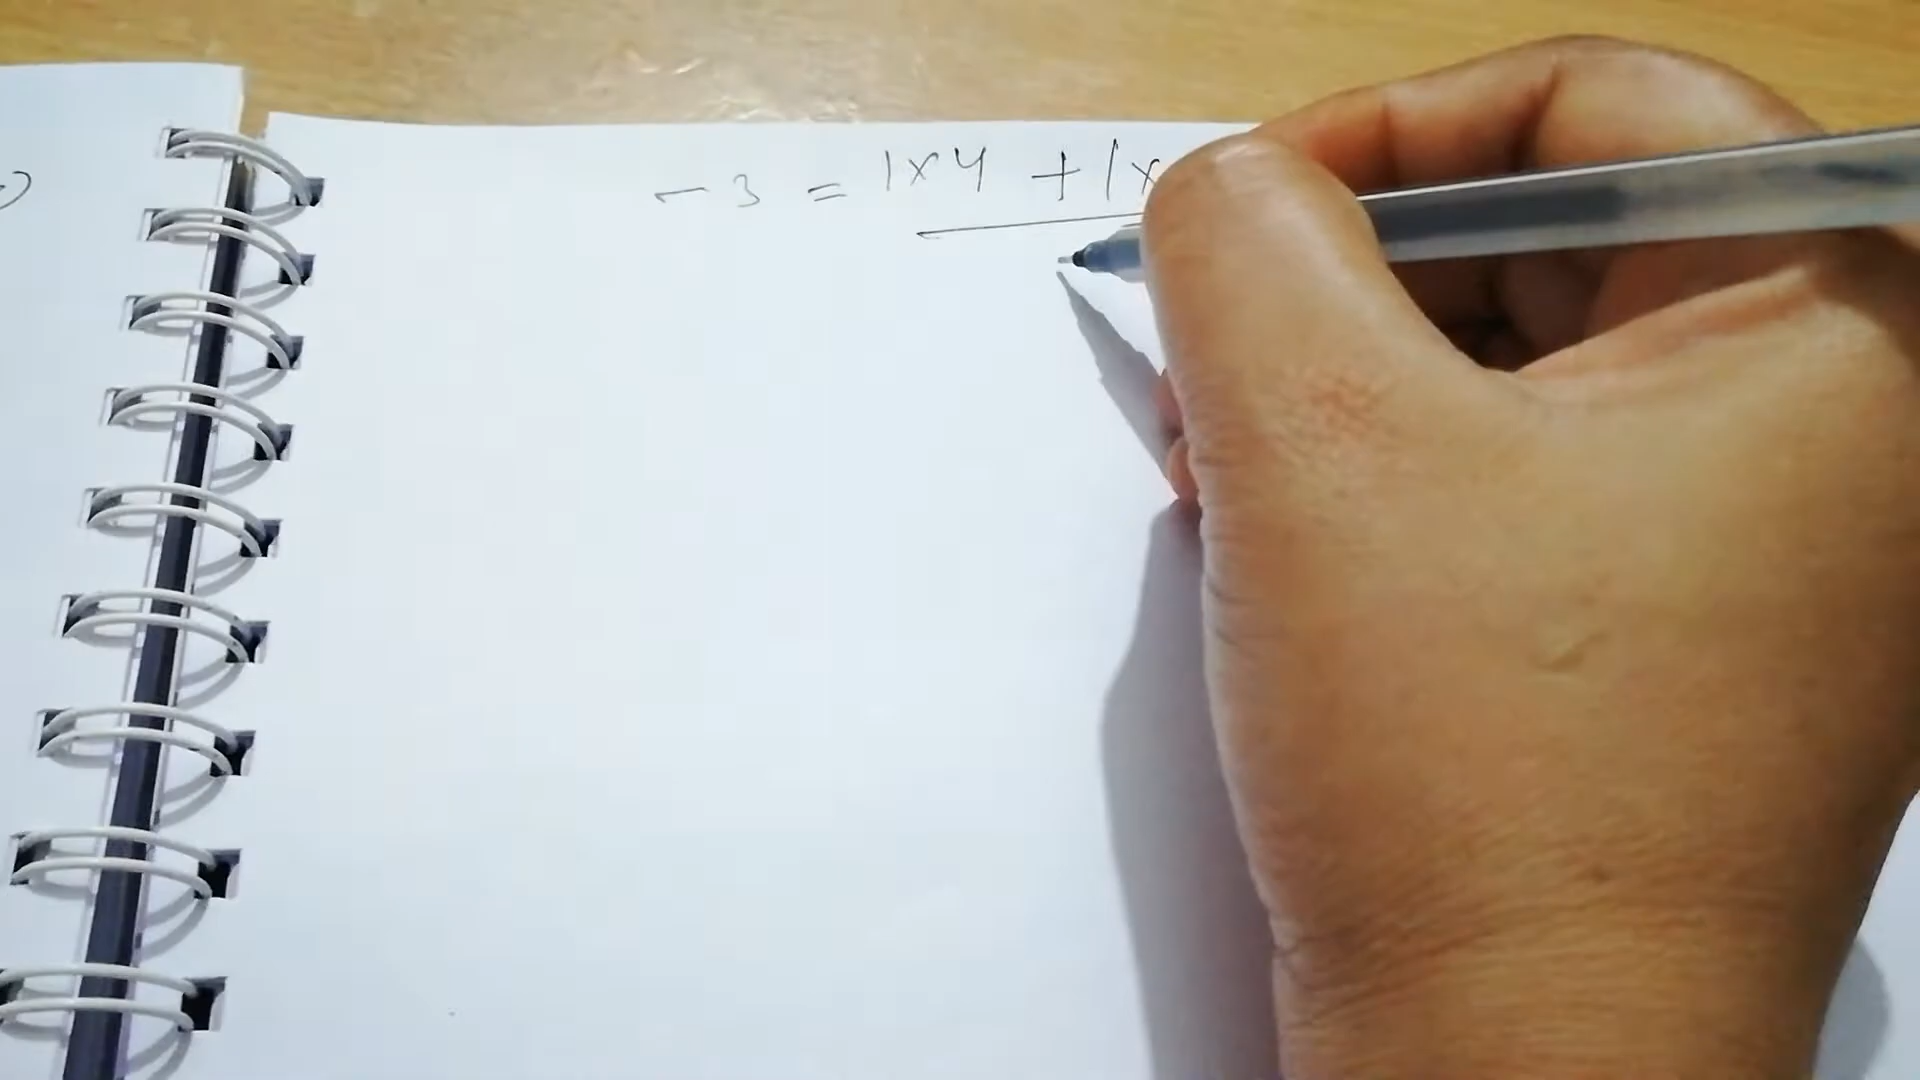 - 3 = 1×4 + 1×